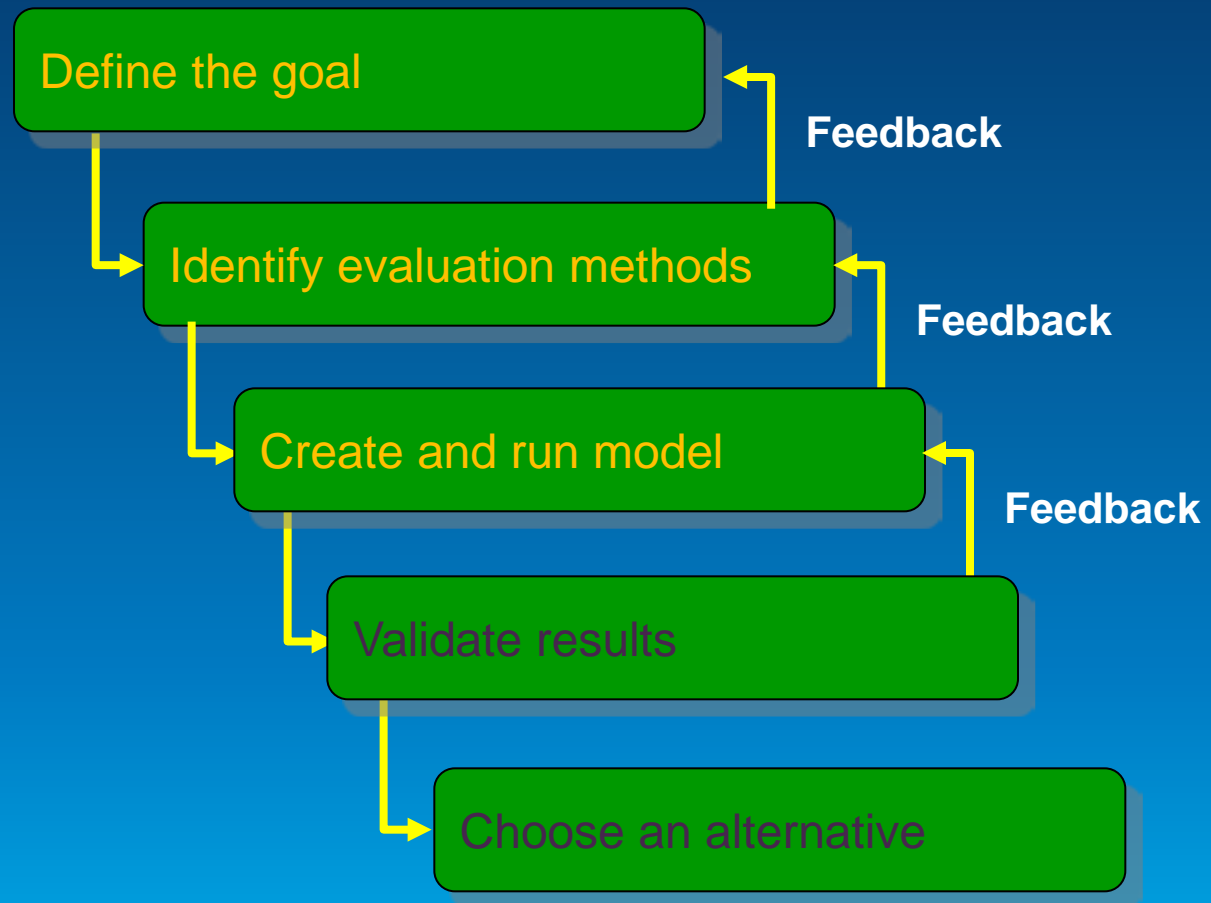 Define the goal
Feedback
Identify evaluation methods
Feedback
Create and run model
Feedback
Validate results
Choose an alternative